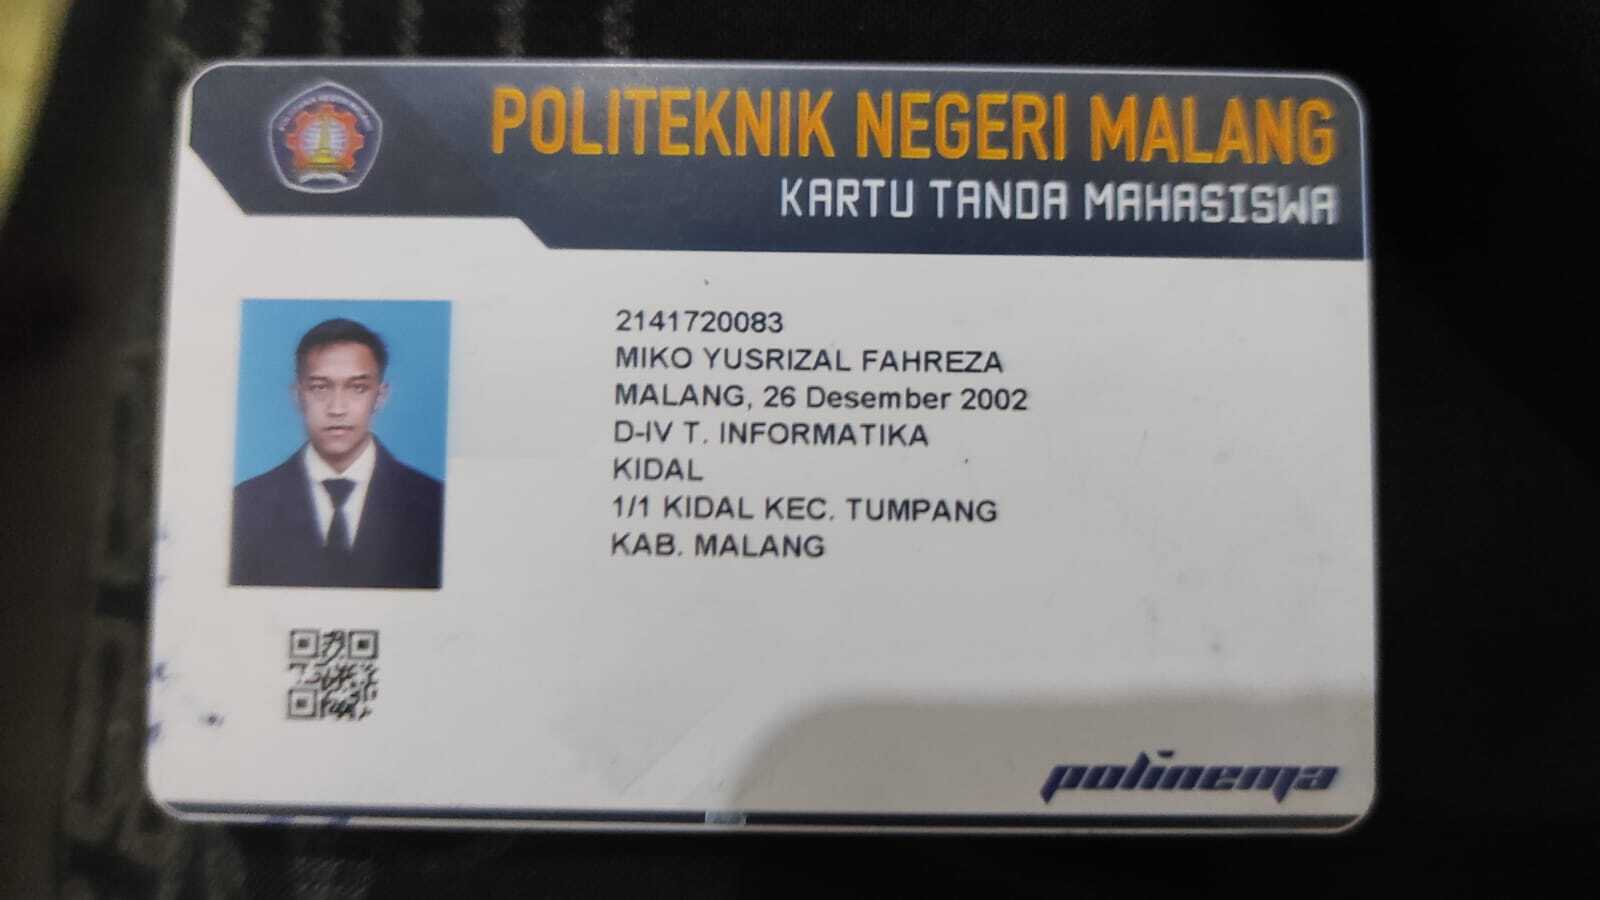 POLITEKNIK NEGERI MALANG
KARTU TANDA MAHASISWA
2141720083
MIKO YUSRIZAL FAHREZA
MALANG, 26 Desember 2002
D-IV T. INFORMATIKA
KIDAL
1/1 KIDAL KEC. TUMPANG
KAB. MALANG
polinema